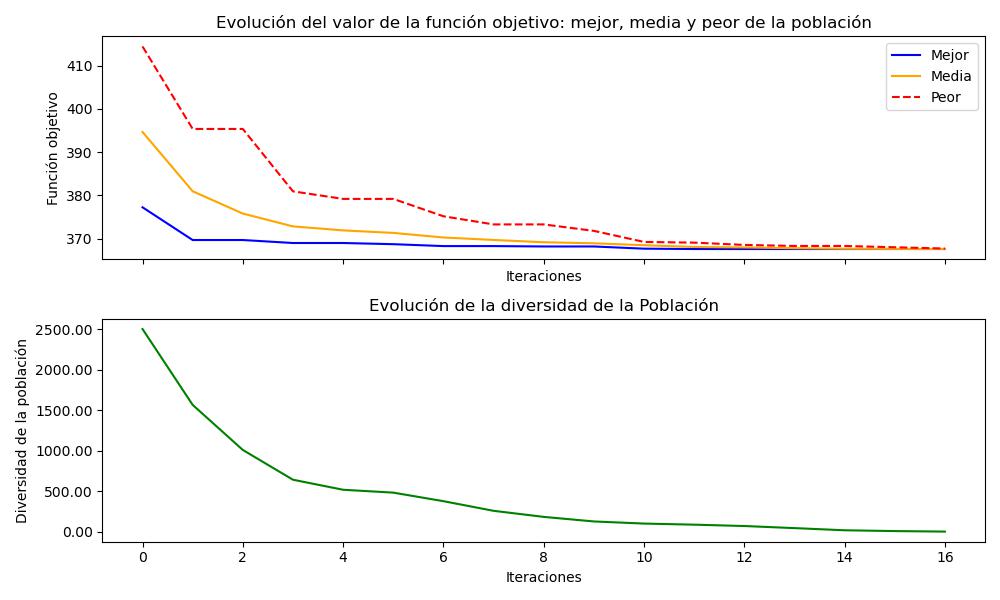 Evolución del valor de la función objetivo: mejor, media y peor de la población
Función objetivo
410
400
390
380
370
Mejor
Media
Peor
Iteraciones
Evolución de la diversidad de la Población
Diversidad de la población
2500.00
2000.00
1500.00
1000.00
500.00
0.00
0 2 4 6 8 10 12 14 16
Iteraciones